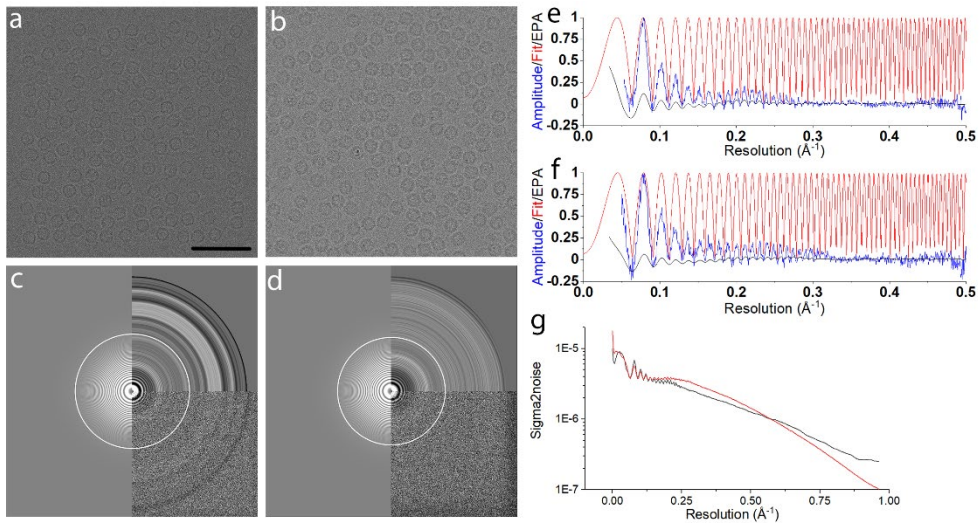 a
b
c
d
e
Amplitude/Fit/EPA
1
0.75
0.5
0.25
0
-0.25
0.0
0.1
0.2
0.3
0.4
0.5
Resolution (Å-1)
f
Amplitude/Fit/EPA
1
0.75
0.5
0.25
0
-0.25
0.0
0.1
0.2
0.3
0.4
0.5
Resolution (Å-1)
g
Sigma2noise
1E-5
1E-6
1E-7
0.00
0.25
0.50
0.75
1.00
Resolution (Å-1)